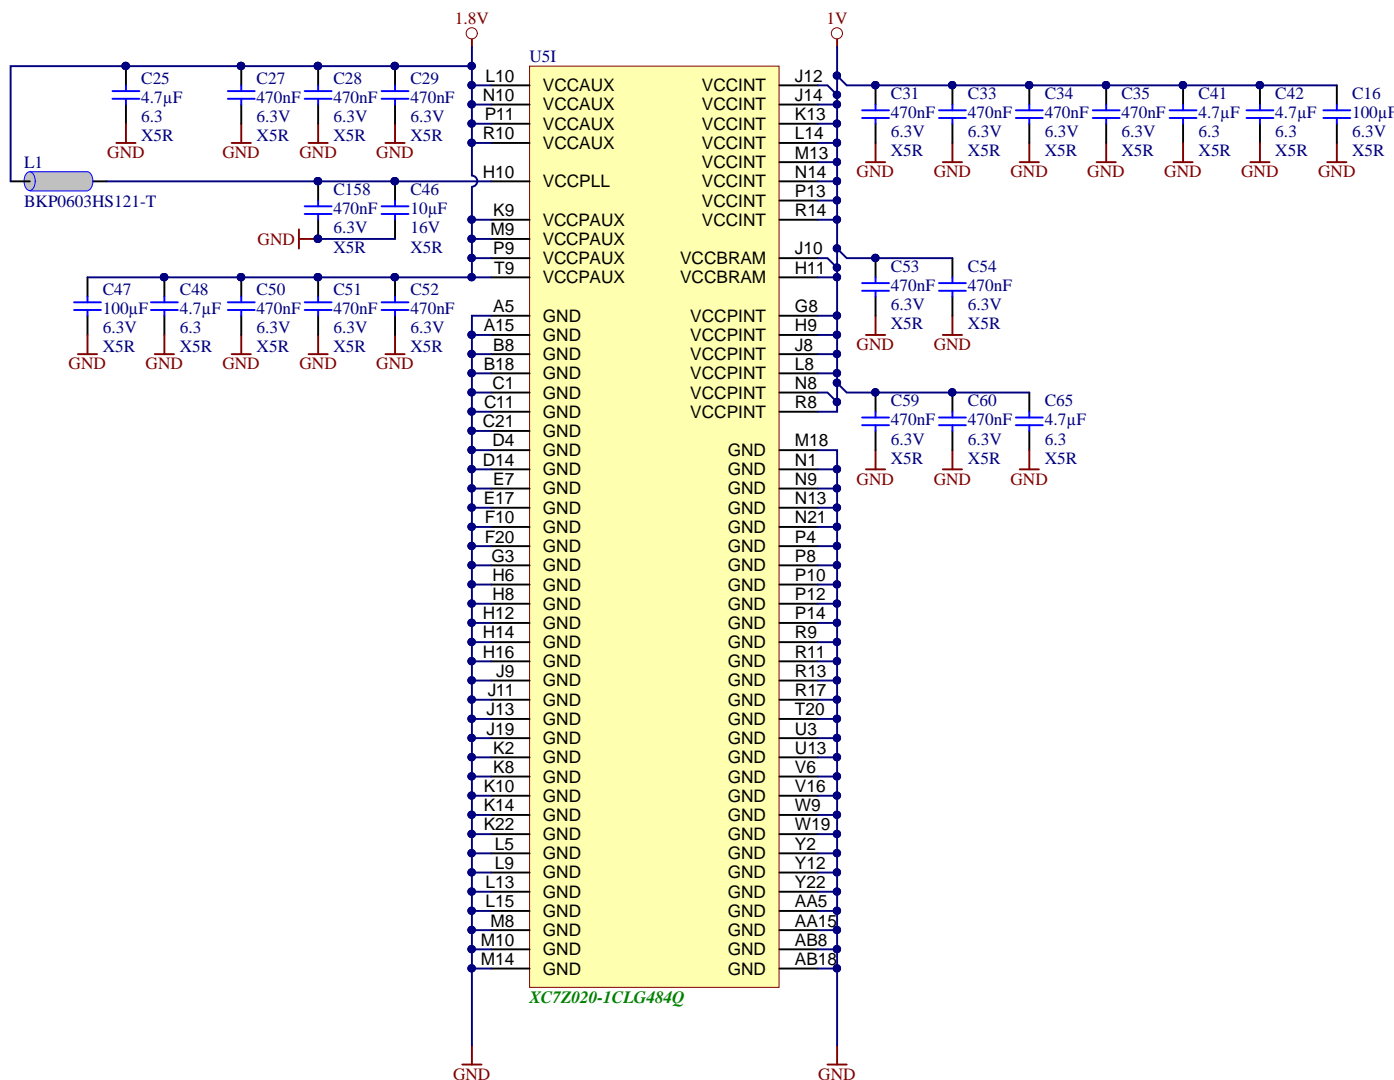 1.8V
1V
U5I
C25
4.7µF
6.3
X5R
GND
C27
470nF
6.3V
X5R
GND
C28
470nF
6.3V
X5R
GND
C29
470nF
6.3V
X5R
GND
L1
BKP0603HS121-T
C158
470nF
6.3V
X5R
C46
10µF
16V
X5R
GND
C47
100µF
6.3V
X5R
GND
C48
4.7µF
6.3
X5R
GND
C50
470nF
6.3V
X5R
GND
C51
470nF
6.3V
X5R
GND
C52
470nF
6.3V
X5R
GND
L10 VCCAUX
N10 VCCAUX
P11 VCCAUX
R10 VCCAUX
H10 VCCPLL
K9 VCCPAUX
M9 VCCPAUX
P9 VCCPAUX
T9 VCCPAUX
A5 GND
A15 GND
B8 GND
B18 GND
C1 GND
C11 GND
C21 GND
D4 GND
D14 GND
E7 GND
E17 GND
F10 GND
F20 GND
G3 GND
H6 GND
H8 GND
H12 GND
H14 GND
H16 GND
J9 GND
J11 GND
J13 GND
J19 GND
K2 GND
K8 GND
K10 GND
K14 GND
K22 GND
L5 GND
L9 GND
L13 GND
L15 GND
M8 GND
M10 GND
M14 GND
VCCINT J12
VCCINT J14
VCCINT K13
VCCINT L14
VCCINT M13
VCCINT N14
VCCINT P13
VCCINT R14
VCCBRAM J10
VCCBRAM H11
VCCPINT G8
VCCPINT H9
VCCPINT J8
VCCPINT L8
VCCPINT N8
VCCPINT R8
GND M18
GND N1
GND N9
GND N13
GND N21
GND P4
GND P8
GND P10
GND P12
GND P14
GND R9
GND R11
GND R13
GND R17
GND T20
GND U3
GND U13
GND V6
GND V16
GND W9
GND W19
GND Y2
GND Y12
GND Y22
GND AA5
GND AA15
GND AB8
GND AB18
C31
470nF
6.3V
X5R
GND
C33
470nF
6.3V
X5R
GND
C34
470nF
6.3V
X5R
GND
C35
470nF
6.3V
X5R
GND
C41
4.7µF
6.3
X5R
GND
C42
4.7µF
6.3
X5R
GND
C16
100µF
6.3V
X5R
GND
C53
470nF
6.3V
X5R
GND
C54
470nF
6.3V
X5R
GND
C59
470nF
6.3V
X5R
GND
C60
470nF
6.3V
X5R
GND
C65
4.7µF
6.3
X5R
GND
XC7Z020-1CLG484Q
GND
GND